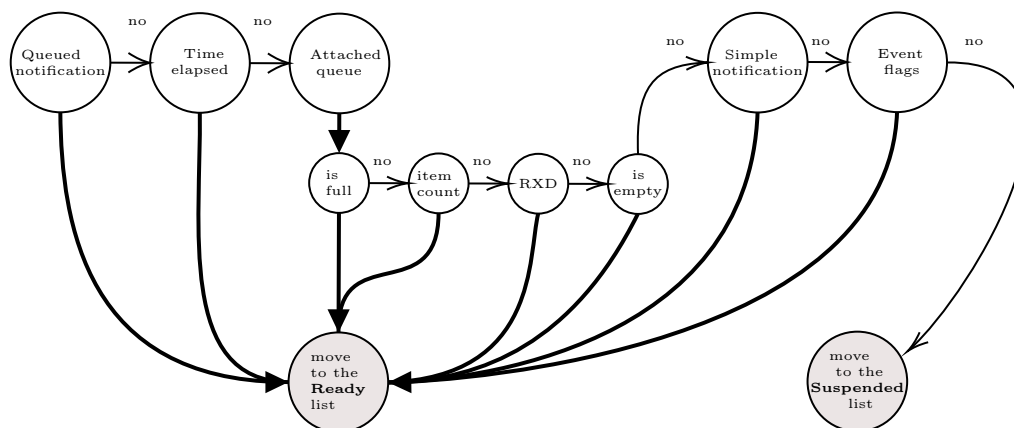 no
no
Queued
notification
Time
elapsed
Attached
queue
no
Simple
notification
no
Event
flags
no
is
full
no
item
count
no
RXD
no
is
empty
move
to the
Ready
list
move
to the
Suspended
list